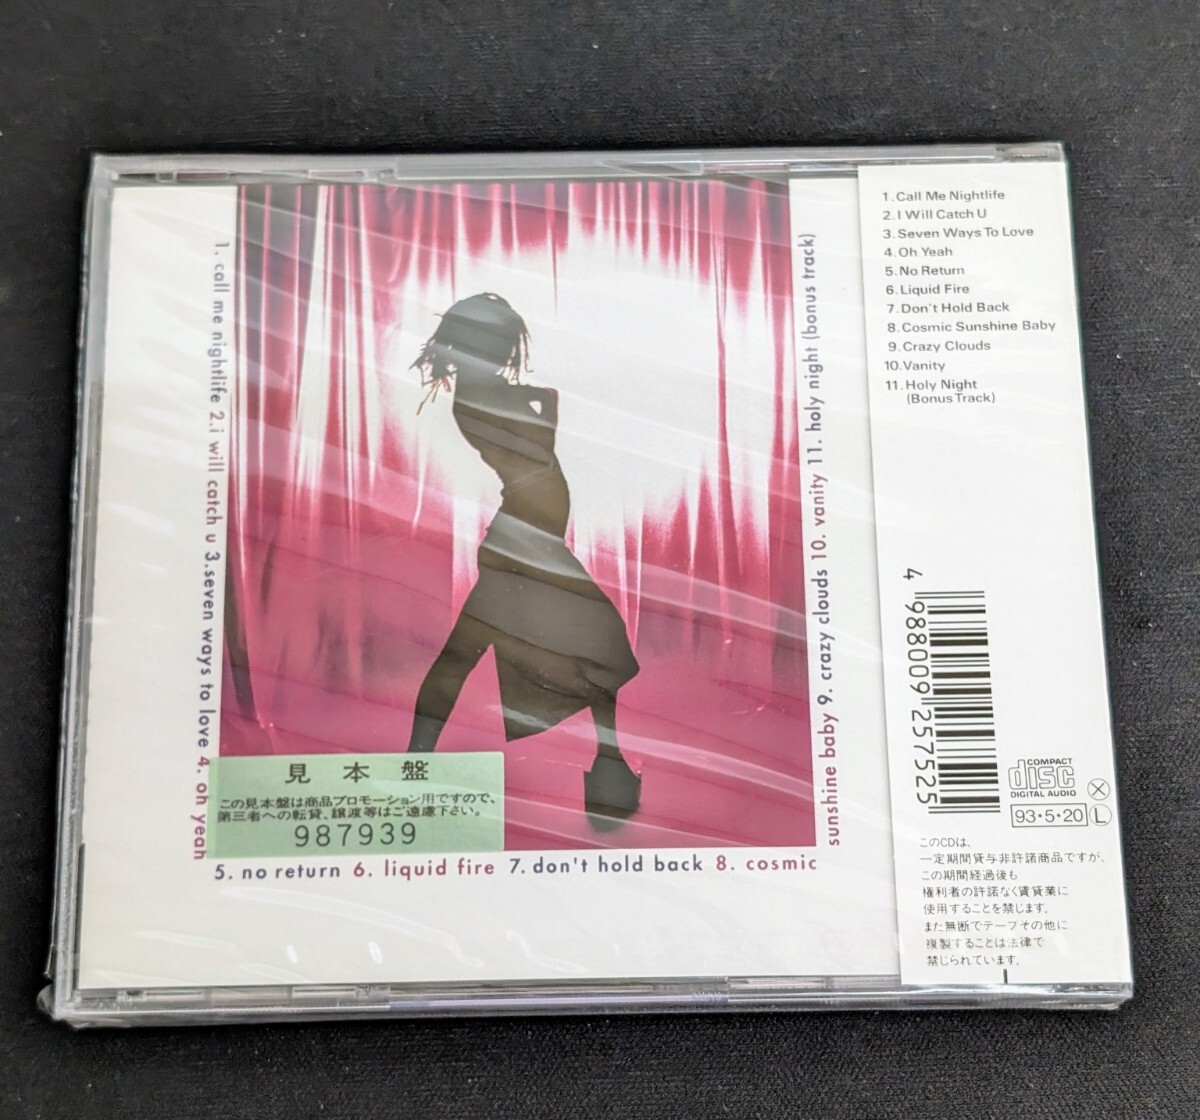 1. call me nightlife 2. i will catch u 3. seven ways to love 4. oh yeah
5. no return 6. liquid fire 7. don't hold back 8. cosmic
sunshine baby 9. crazy clouds 10. vanity 11. holy night (bonus track)
見本盤
この見本盤は商品プロモーション用ですので、
第三者への転貸、譲渡等はご遠慮下さい。
987939
1. Call Me Nightlife
2. I Will Catch U
3. Seven Ways To Love
4. Oh Yeah
5. No Return
6. Liquid Fire
7. Don't Hold Back
8. Cosmic Sunshine Baby
9. Crazy Clouds
10. Vanity
11. Holy Night
(Bonus Track)
4 988009 257525
COMPACT
disc
DIGITAL AUDIO
X
93・5・20 L
このCDは、
一定期間貸与非許諾商品ですが、
この期間経過後も
権利者の許諾なく賃貸業に
使用することを禁じます。
また無断でテープその他に
複製することは法律で
禁じられています。